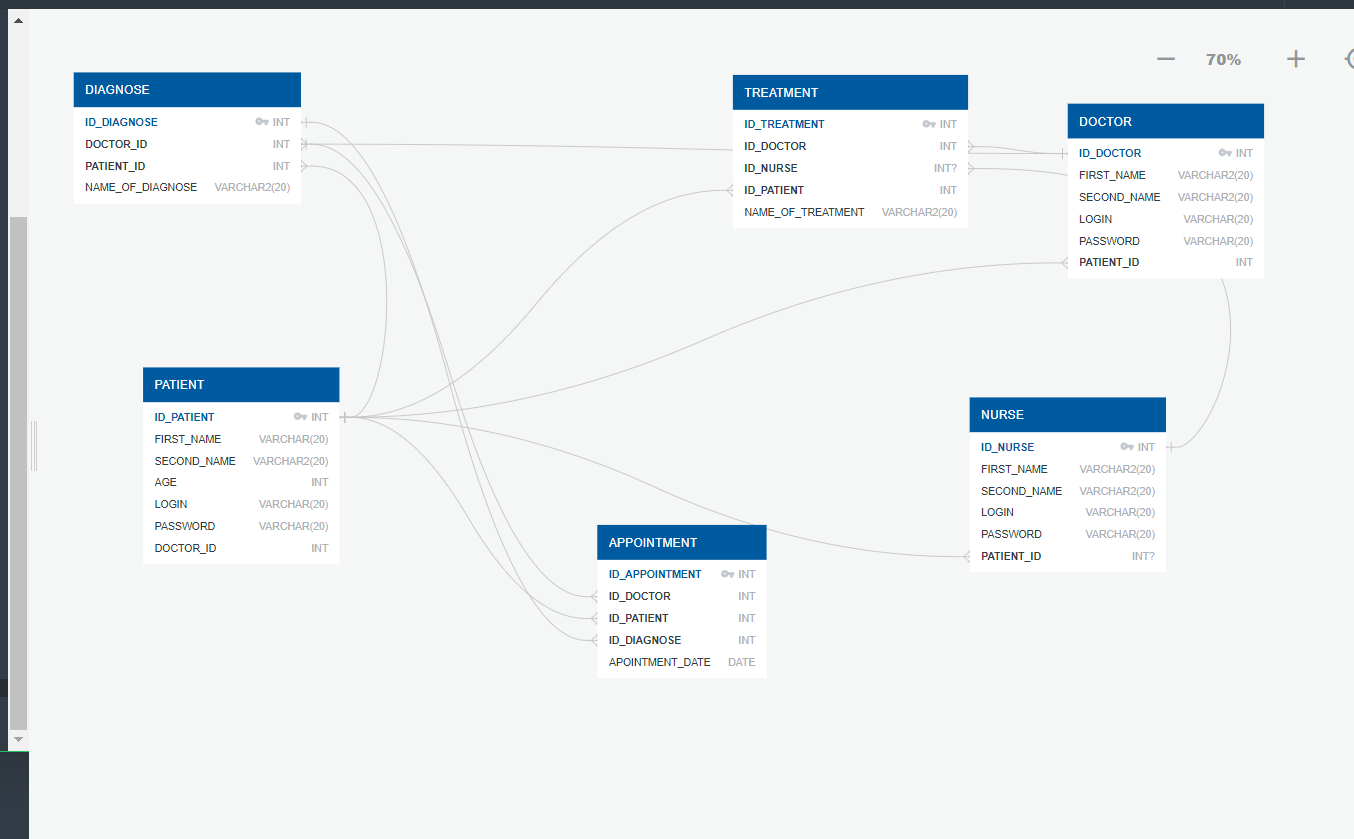 70%
DIAGNOSE
ID_DIAGNOSE INT
DOCTOR_ID INT
PATIENT_ID INT
NAME_OF_DIAGNOSE VARCHAR2(20)
TREATMENT
ID_TREATMENT INT
ID_DOCTOR INT
ID_NURSE INT?
ID_PATIENT INT
NAME_OF_TREATMENT VARCHAR2(20)
DOCTOR
ID_DOCTOR INT
FIRST_NAME VARCHAR2(20)
SECOND_NAME VARCHAR2(20)
LOGIN VARCHAR(20)
PASSWORD VARCHAR(20)
PATIENT_ID INT
PATIENT
ID_PATIENT INT
FIRST_NAME VARCHAR(20)
SECOND_NAME VARCHAR2(20)
AGE INT
LOGIN VARCHAR(20)
PASSWORD VARCHAR(20)
DOCTOR_ID INT
NURSE
ID_NURSE INT
FIRST_NAME VARCHAR2(20)
SECOND_NAME VARCHAR2(20)
LOGIN VARCHAR(20)
PASSWORD VARCHAR(20)
PATIENT_ID INT?
APPOINTMENT
ID_APPOINTMENT INT
ID_DOCTOR INT
ID_PATIENT INT
ID_DIAGNOSE INT
APOINTMENT_DATE DATE